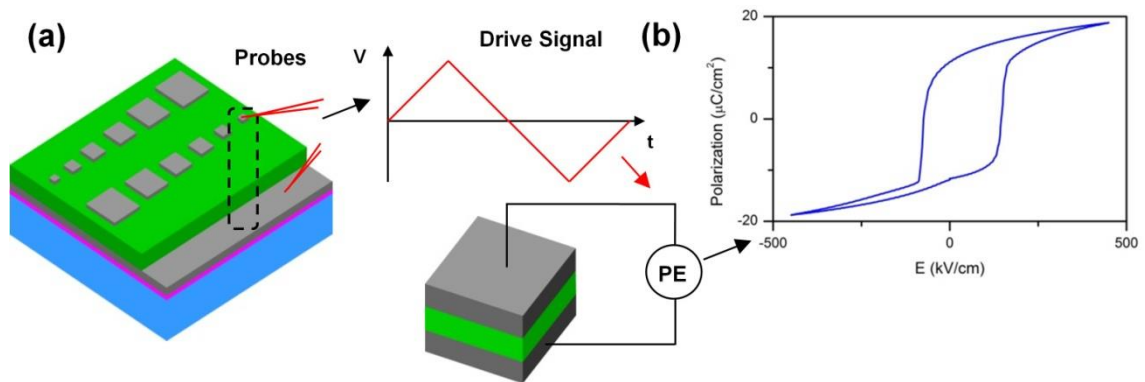 (a)
Probes
V
Drive Signal
t
PE
(b)
20
0
-20
Polarization (μC/cm²)
-500
0
500
E (kV/cm)